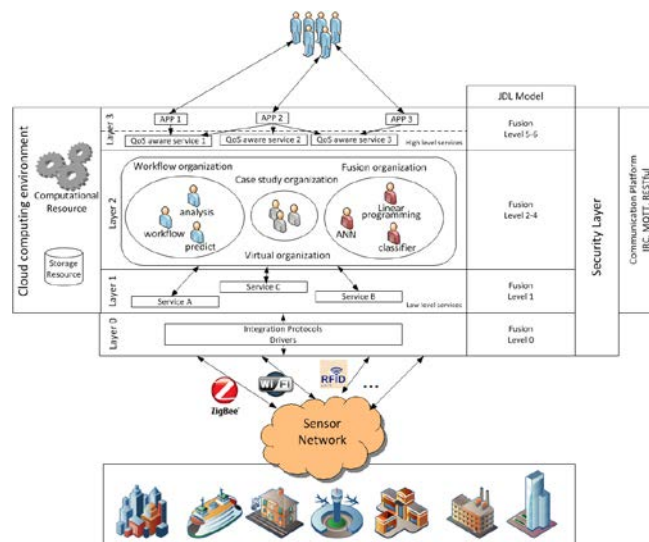 JDL Model
Layer 3
APP 1
APP 2
APP 3
QoS aware service 1
QoS aware service 2
QoS aware service 3
High level services
Fusion
Level 5-6
Cloud computing environment
Computational
Resource
Storage
Resource
Layer 2
Workflow organization
Case study organization
Fusion organization
analysis
workflow
predict
Linear
programming
ANN
classifier
Virtual organization
Fusion
Level 2-4
Layer 1
Service A
Service C
Service B
Low level services
Fusion
Level 1
Layer 0
Integration Protocols
Drivers
Fusion
Level 0
Security Layer
Communication Platform
IRC, MQTT, RESTful
ZigBee
Wi Fi
RFID
...
Sensor
Network